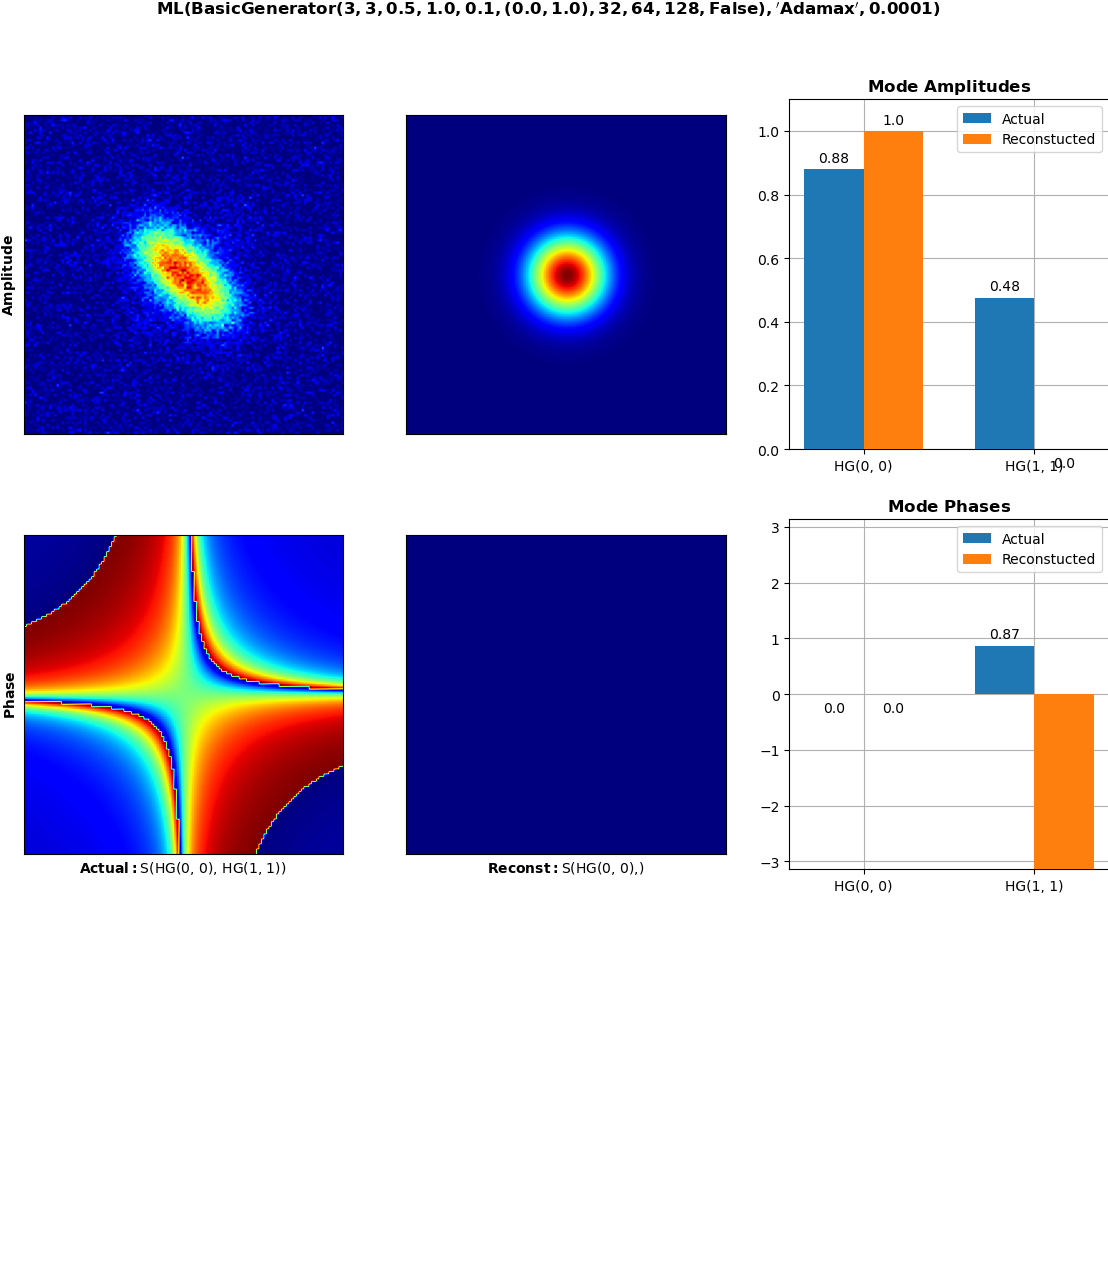 ML(BasicGenerator(3, 3, 0.5, 1.0, 0.1, (0.0, 1.0), 32, 64, 128, False), ′Adamax′, 0.0001)
Amplitude
Mode Amplitudes
Actual
Reconstucted
1.0
0.88
0.48
0.0
1.0
0.8
0.6
0.4
0.2
0.0
HG(0, 0)
HG(1, 1)
Phase
Actual: S(HG(0, 0), HG(1, 1))
Reconst: S(HG(0, 0),)
Mode Phases
Actual
Reconstucted
0.87
0.0
0.0
3
2
1
0
−1
−2
−3
HG(0, 0)
HG(1, 1)